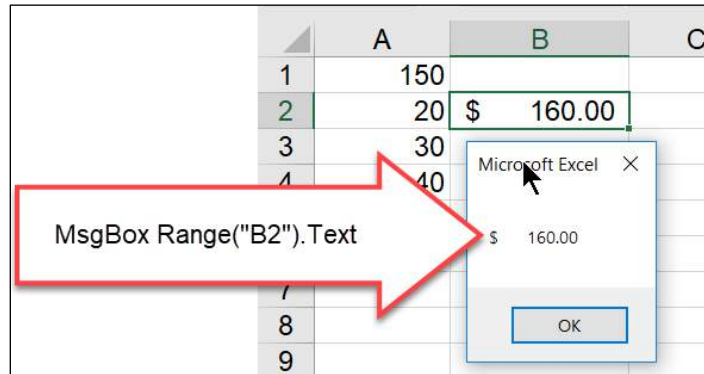 A B C
1 150
2 20 $ 160.00
3 30
Microsoft Excel
4 40
MsgBox Range("B2").Text
$ 160.00
7
8 OK
9